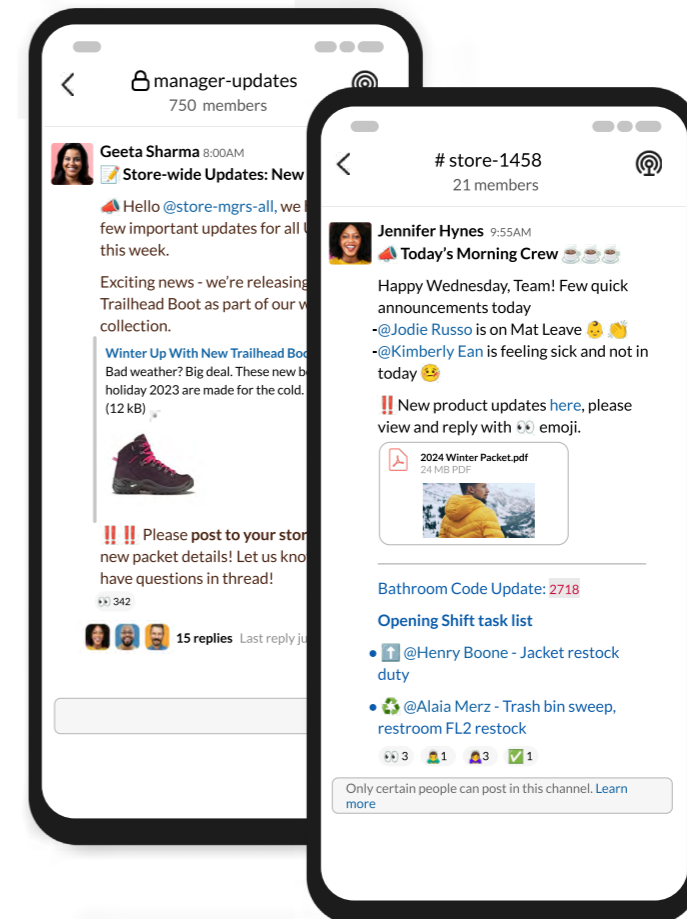 manager-updates
750 members
Geeta Sharma 8:00AM
Store-wide Updates: New
Hello @store-mgrs-all, we
few important updates for all
this week.
Exciting news - we're releasing
Trailhead Boot as part of our
collection.
Winter Up With New Trailhead
Bad weather? Big deal. These new
holiday 2023 are made for the cold.
(12 kB)
!! !! Please post to your
new packet details! Let us
have questions in thread!
342
15 replies Last reply
# store-1458
21 members
Jennifer Hynes 9:55AM
Today's Morning Crew
Happy Wednesday, Team! Few quick
announcements today
-@Jodie Russo is on Mat Leave
-@Kimberly Ean is feeling sick and not in
today
!! New product updates here, please
view and reply with 👀 emoji.
2024 Winter Packet.pdf
24 MB PDF
Bathroom Code Update: 2718
Opening Shift task list
• @Henry Boone - Jacket restock
duty
• @Alaia Merz - Trash bin sweep,
restroom FL2 restock
3 1 3 1
Only certain people can post in this channel. Learn
more